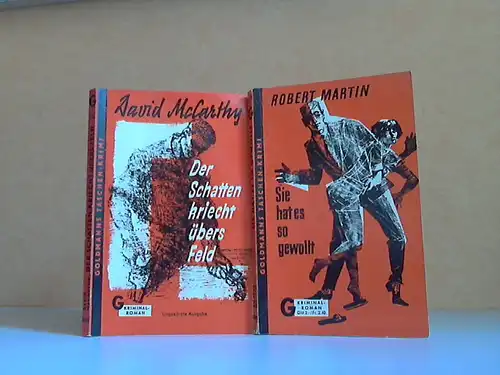 GOLDMANNS TASCHEN-KRIMI
David McCarthy
Der
Schatten
kriecht
übers
Feld
G
KRIMINAL-
ROMAN
Ungekürzte Ausgabe
GOLDMANNS TASCHEN-KRIMI
ROBERT MARTIN
Sie
hat es
so
gewollt
G
KRIMINAL-
ROMAN